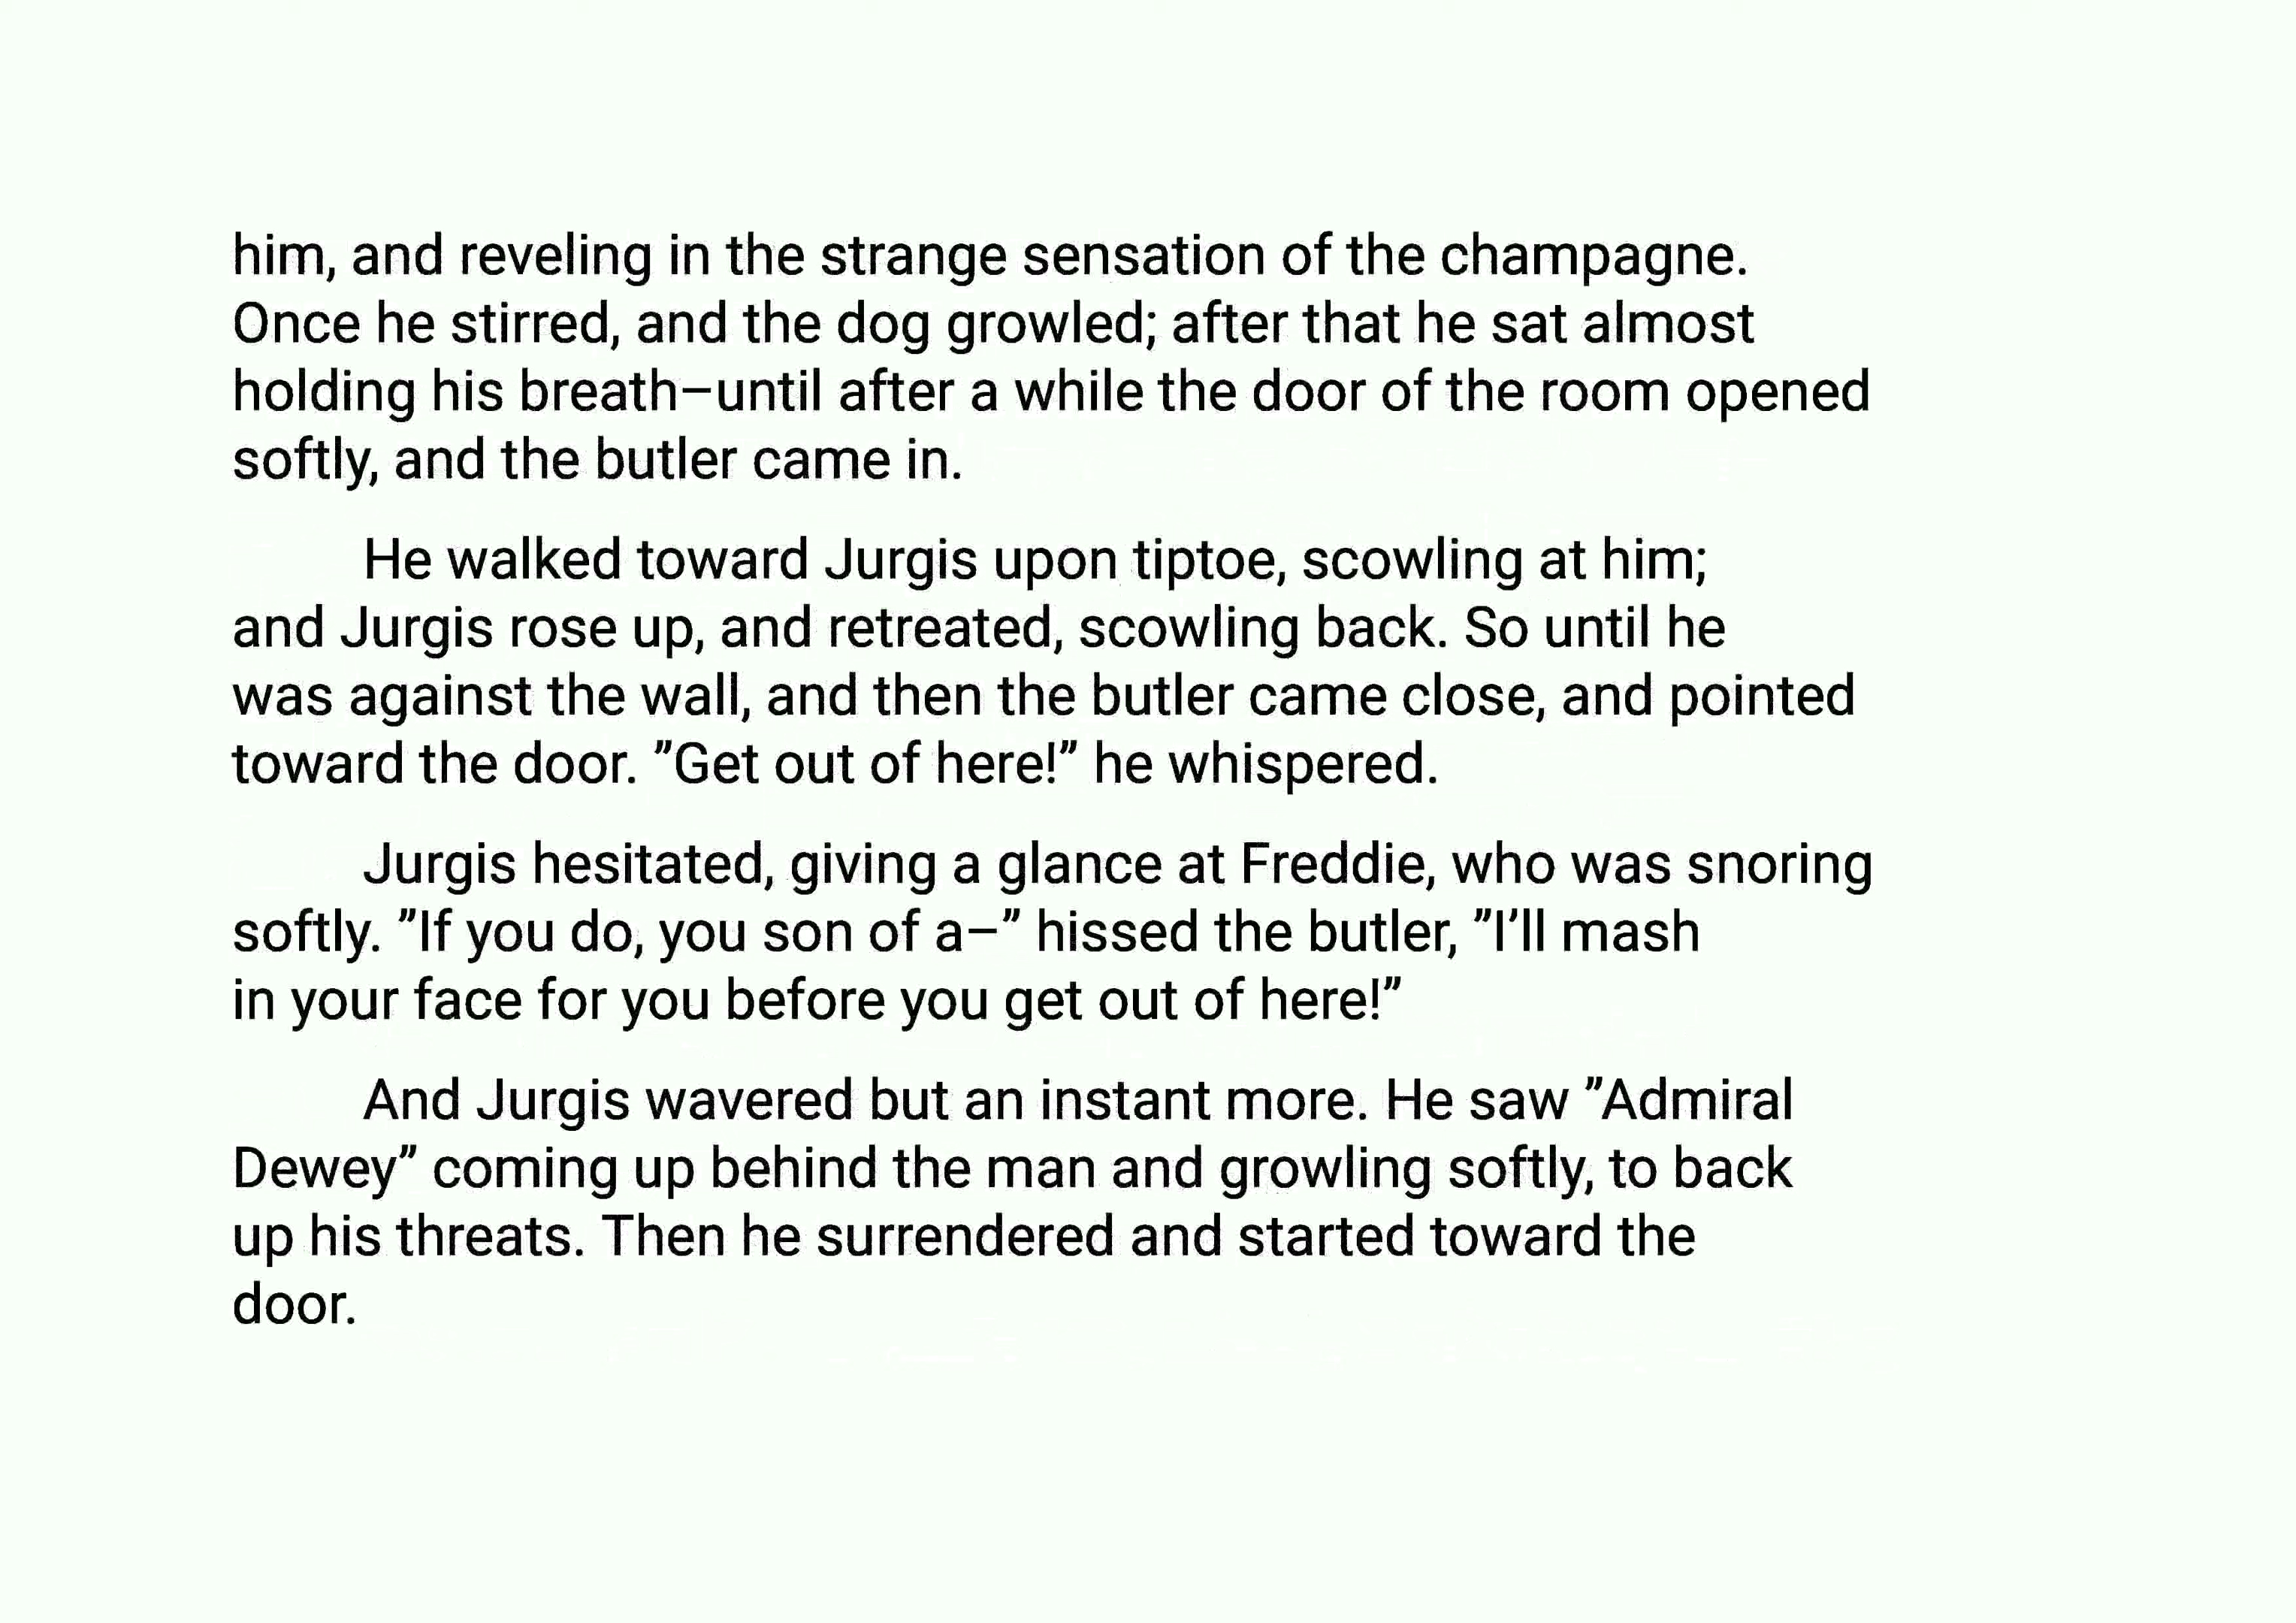 him, and reveling in the strange sensation of the champagne.
Once he stirred, and the dog growled; after that he sat almost
holding his breath–until after a while the door of the room opened
softly, and the butler came in.
He walked toward Jurgis upon tiptoe, scowling at him;
and Jurgis rose up, and retreated, scowling back. So until he
was against the wall, and then the butler came close, and pointed
toward the door. ”Get out of here!” he whispered.
Jurgis hesitated, giving a glance at Freddie, who was snoring
softly. ”If you do, you son of a–” hissed the butler, ”I’ll mash
in your face for you before you get out of here!”
And Jurgis wavered but an instant more. He saw ”Admiral
Dewey” coming up behind the man and growling softly, to back
up his threats. Then he surrendered and started toward the
door.